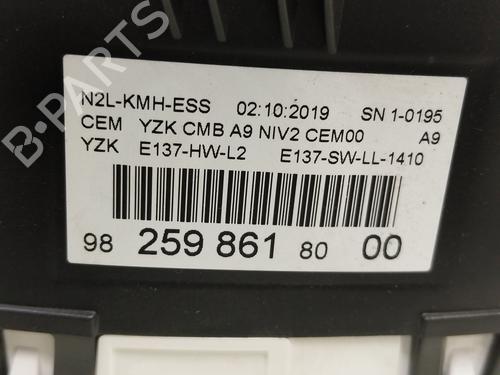 B-PARTS
N2L-KMH-ESS 02:10:2019 SN 1-0195
CEM YZK CMB A9 NIV2 CEM00 A9
YZK E137-HW-L2 E137-SW-LL-1410
98 259 861 80 00